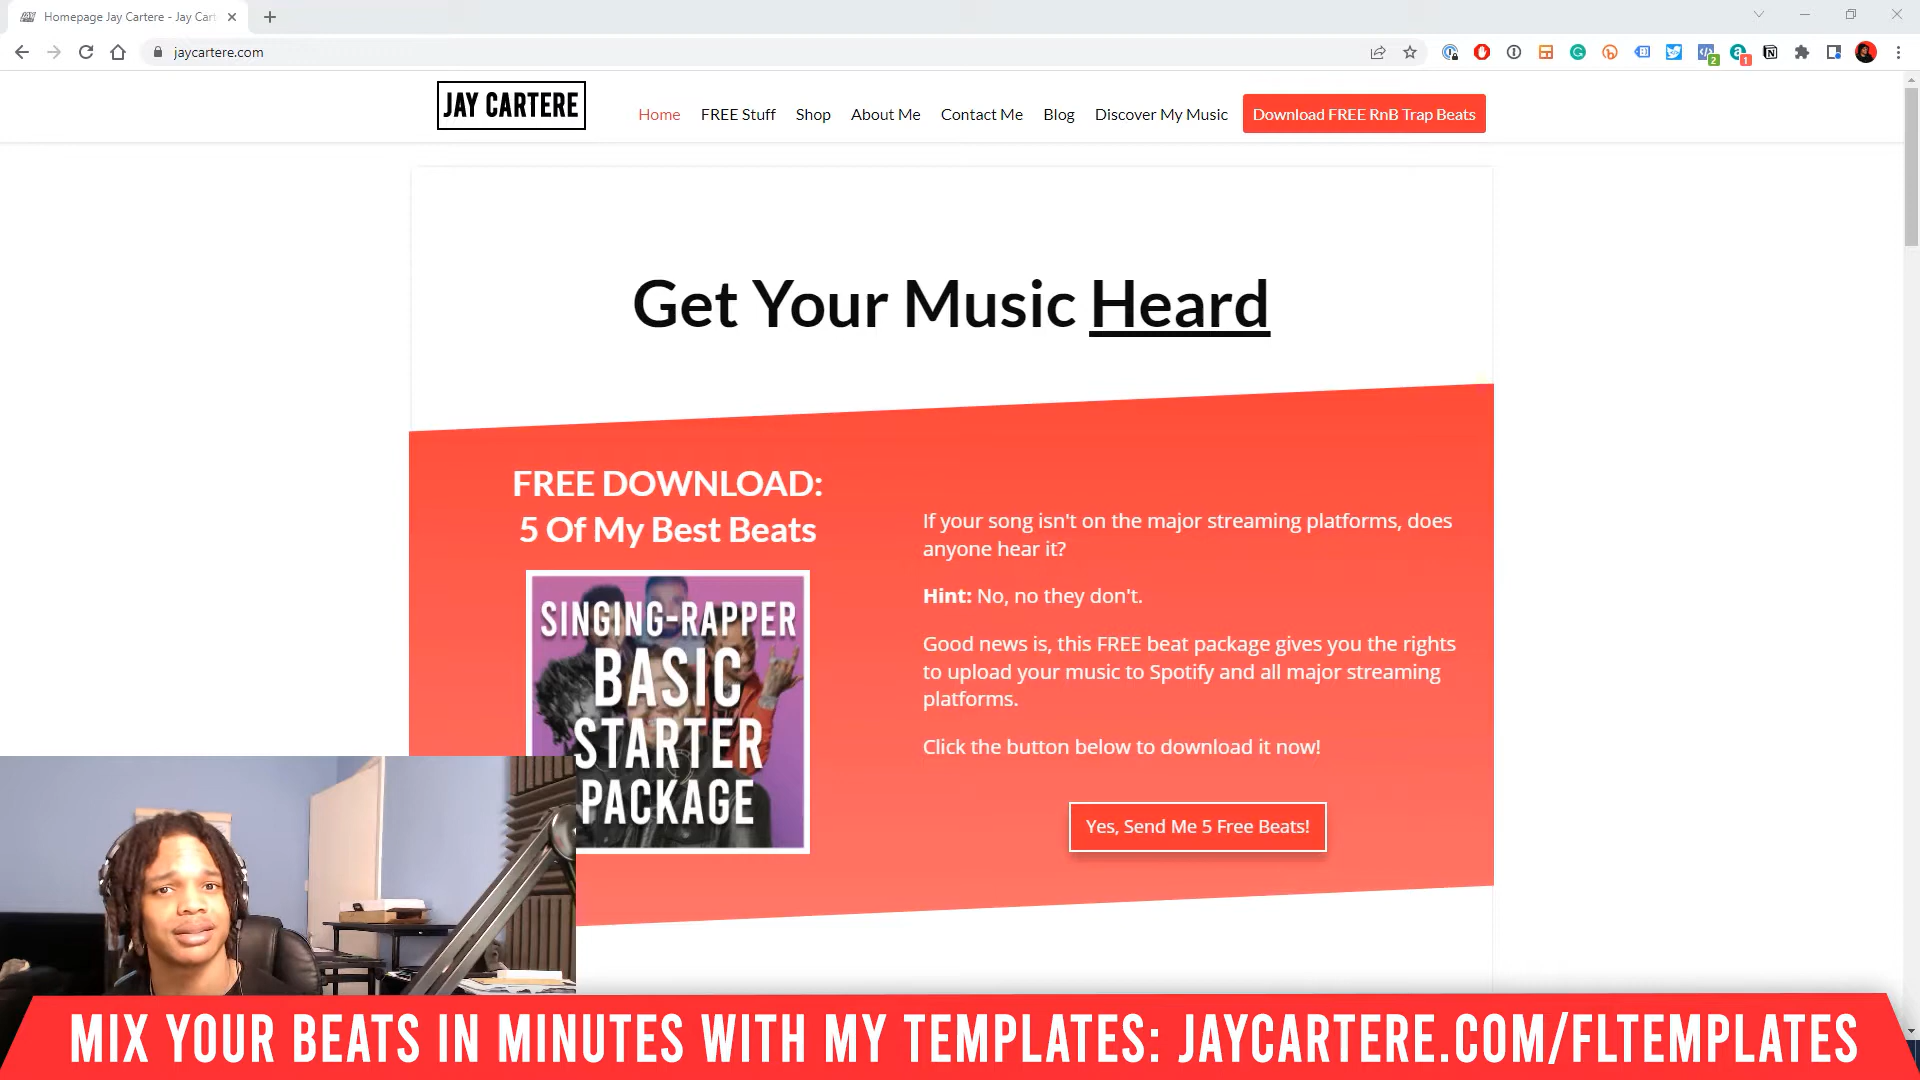 Homepage Jay Cartere - Jay Cart
jaycartere.com
2
1
JAY CARTERE
Home
FREE Stuff
Shop
About Me
Contact Me
Blog
Discover My Music
Download FREE RnB Trap Beats
Get Your Music Heard
FREE DOWNLOAD:
5 Of My Best Beats
SINGING-RAPPER
BASIC
STARTER
PACKAGE
If your song isn't on the major streaming platforms, does
anyone hear it?
Hint: No, no they don't.
Good news is, this FREE beat package gives you the rights
to upload your music to Spotify and all major streaming
platforms.
Click the button below to download it now!
Yes, Send Me 5 Free Beats!
MIX YOUR BEATS IN MINUTES WITH MY TEMPLATES: JAYCARTERE.COM/FLTEMPLATES